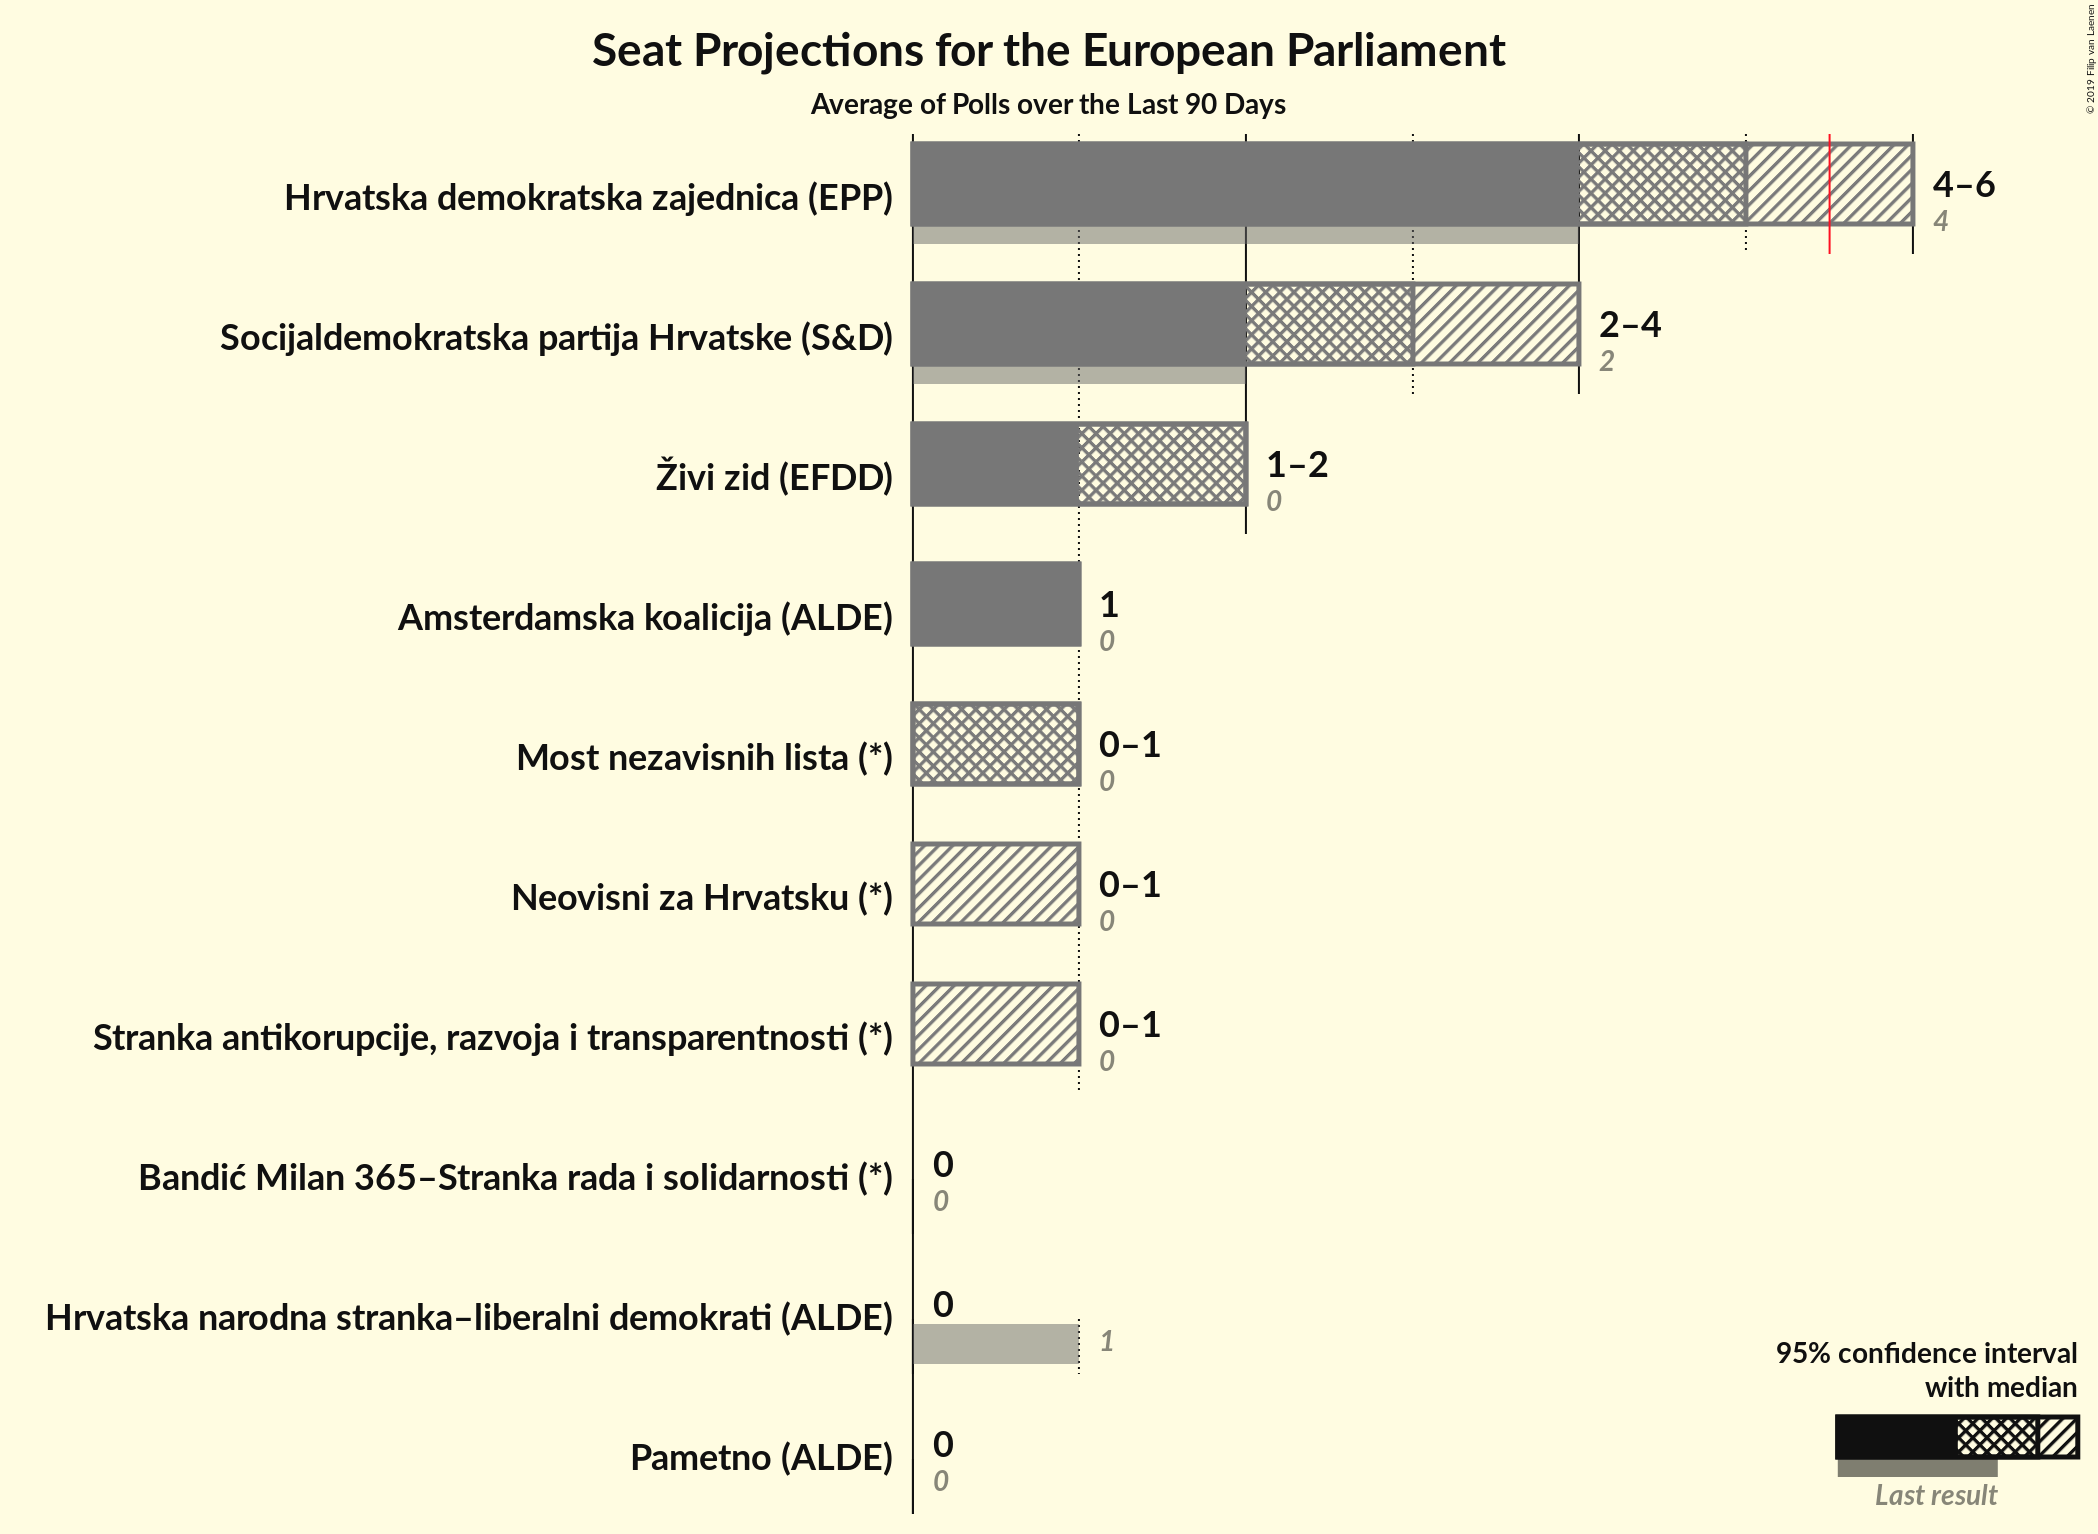 Seat Projections for the European Parliament
Average of Polls over the Last 90 Days
© 2019 Filip van Laenen
Hrvatska demokratska zajednica (EPP)
4–6
4
Socijaldemokratska partija Hrvatske (S&D)
2–4
2
Živi zid (EFDD)
1–2
0
Amsterdamska koalicija (ALDE)
1
0
Most nezavisnih lista (*)
0–1
0
Neovisni za Hrvatsku (*)
0–1
0
Stranka antikorupcije, razvoja i transparentnosti (*)
0–1
0
Bandić Milan 365–Stranka rada i solidarnosti (*)
0
0
Hrvatska narodna stranka–liberalni demokrati (ALDE)
0
1
Pametno (ALDE)
0
0
95% confidence interval
with median
Last result